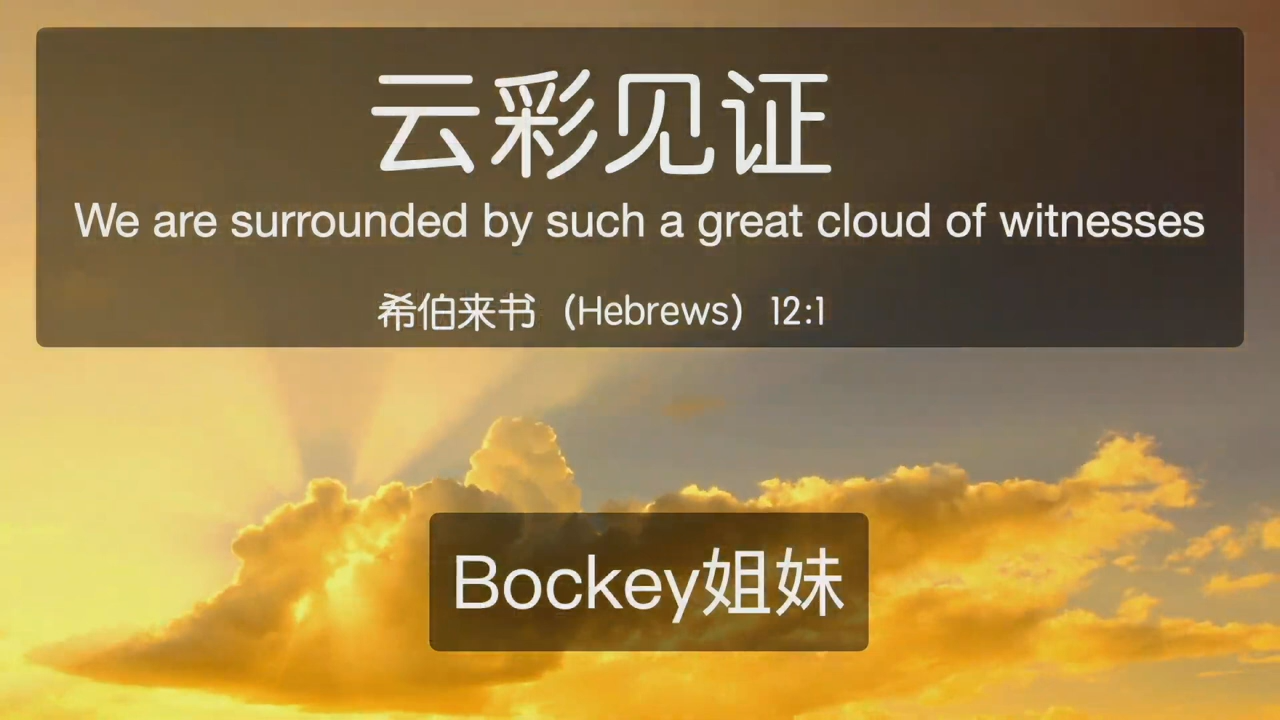 云彩见证
We are surrounded by such a great cloud of witnesses
希伯来书（Hebrews）12:1
Bockey姐妹